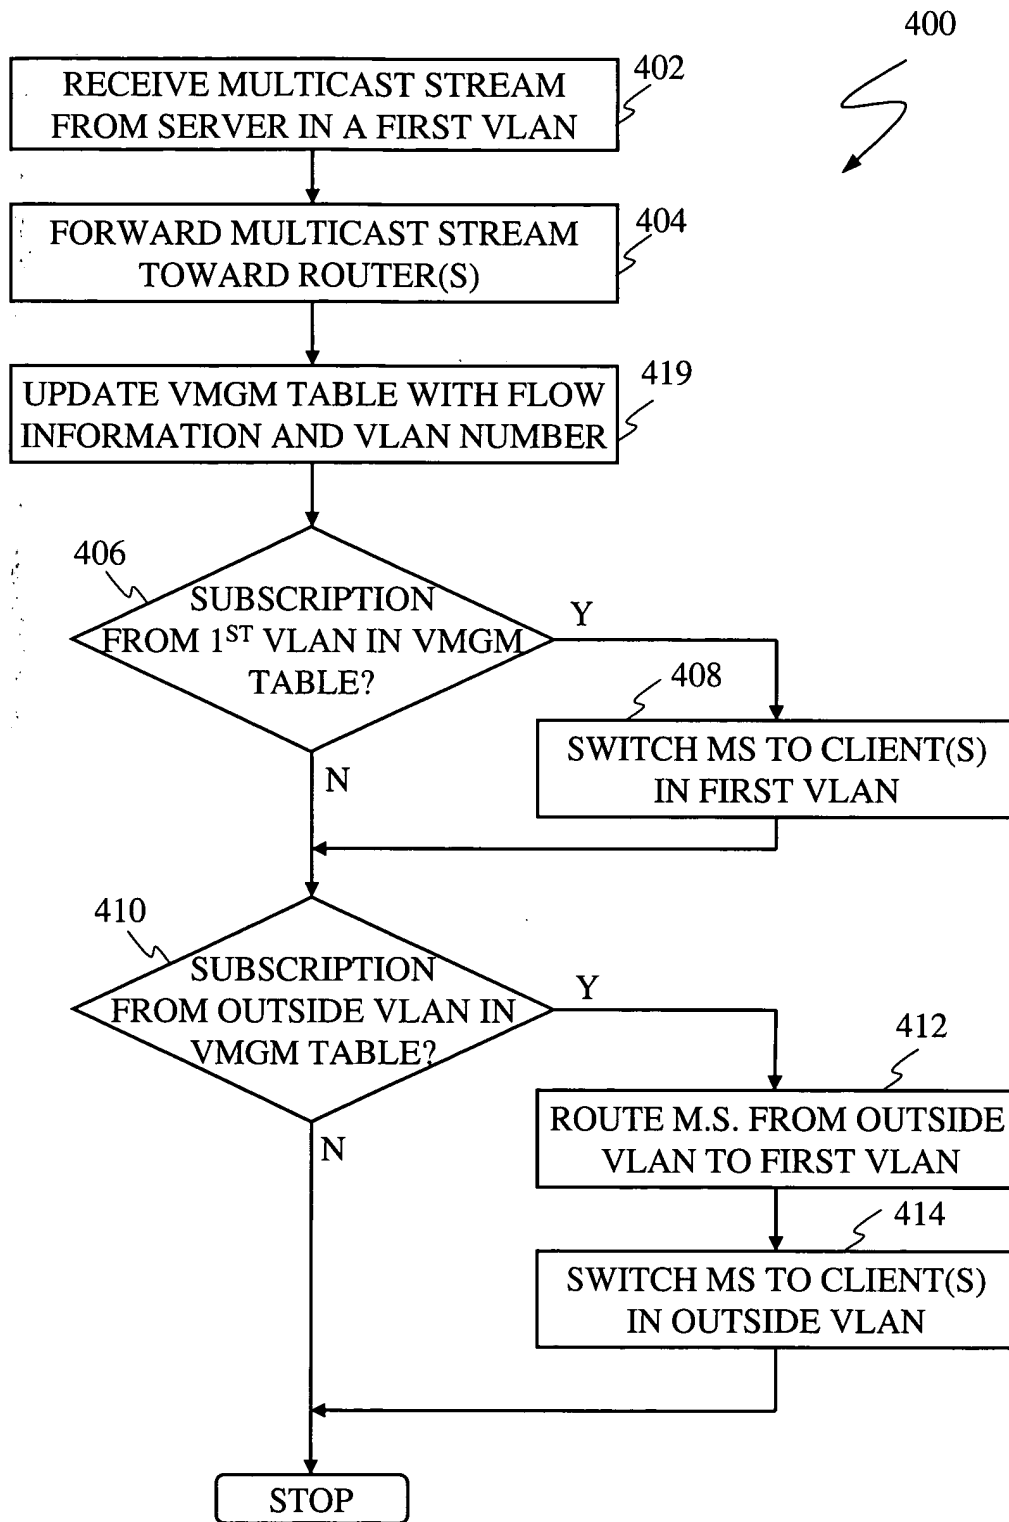 400
402
RECEIVE MULTICAST STREAM
FROM SERVER IN A FIRST VLAN
404
FORWARD MULTICAST STREAM
TOWARD ROUTER(S)
419
UPDATE VMGM TABLE WITH FLOW
INFORMATION AND VLAN NUMBER
406
SUBSCRIPTION
FROM 1ST VLAN IN VMGM
TABLE?
Y
N
408
SWITCH MS TO CLIENT(S)
IN FIRST VLAN
410
SUBSCRIPTION
FROM OUTSIDE VLAN IN
VMGM TABLE?
Y
N
412
ROUTE M.S. FROM OUTSIDE
VLAN TO FIRST VLAN
414
SWITCH MS TO CLIENT(S)
IN OUTSIDE VLAN
STOP